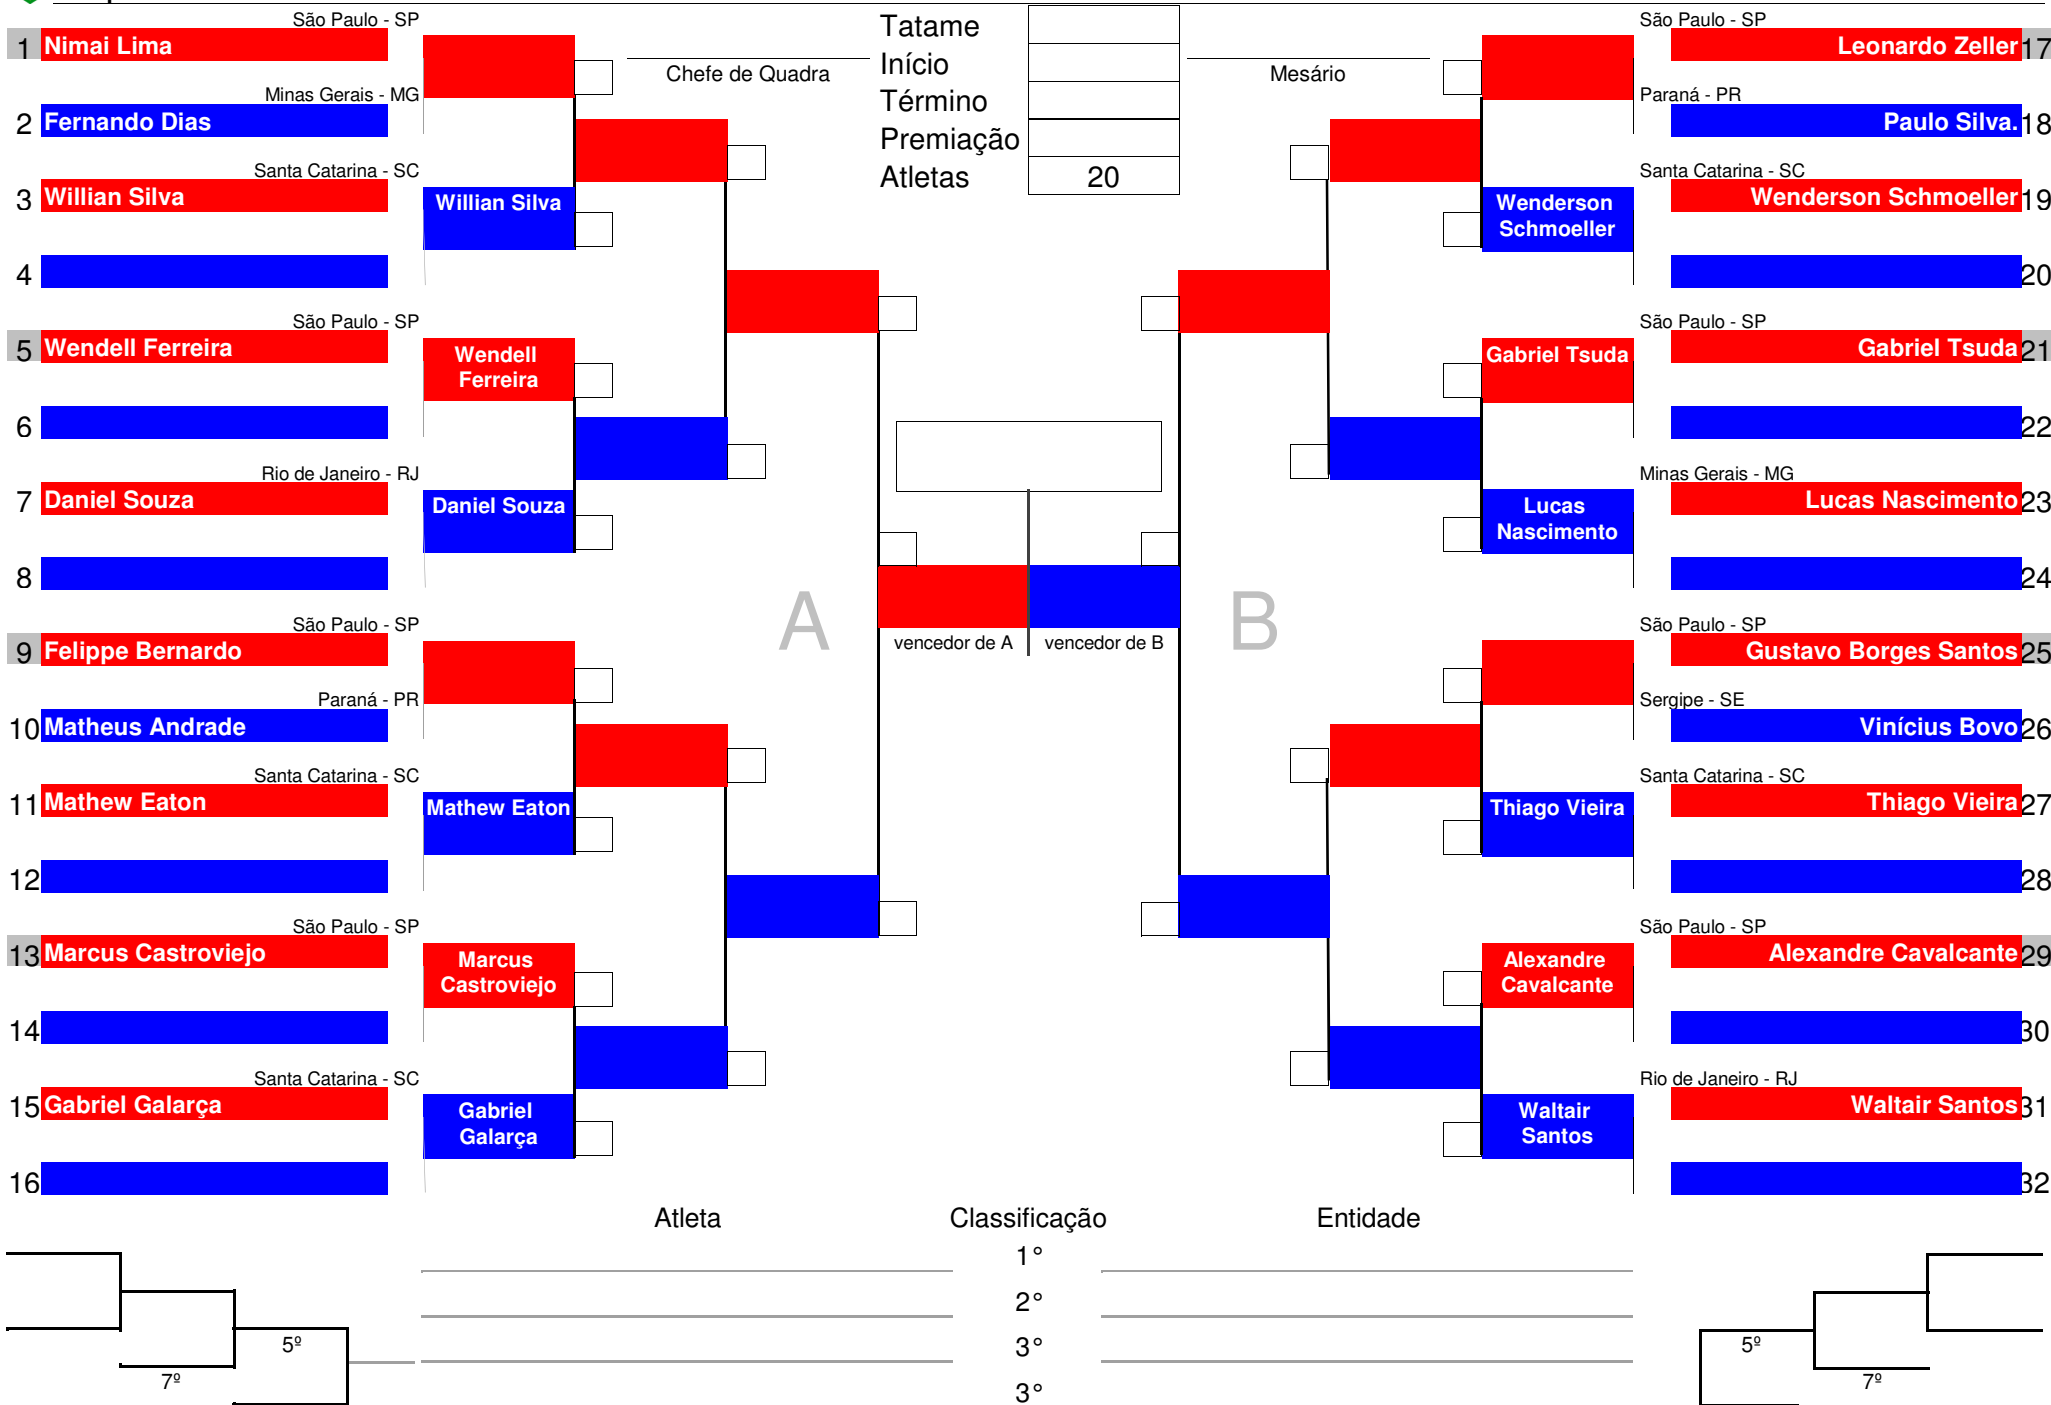 São Paulo - SP
1 Nimai Lima
Minas Gerais - MG
2 Fernando Dias
Santa Catarina - SC
3 Willian Silva
4
São Paulo - SP
5 Wendell Ferreira
6
Rio de Janeiro - RJ
7 Daniel Souza
8
São Paulo - SP
9 Felippe Bernardo
Paraná - PR
10 Matheus Andrade
Santa Catarina - SC
11 Mathew Eaton
12
São Paulo - SP
13 Marcus Castroviejo
14
Santa Catarina - SC
15 Gabriel Galarça
16
Willian Silva
Wendell
Ferreira
Daniel Souza
Mathew Eaton
Marcus
Castroviejo
Gabriel
Galarça
Chefe de Quadra
Tatame
Início
Término
Premiação
Atletas 20
Mesário
A
vencedor de A
vencedor de B
B
Wenderson
Schmoeller
Gabriel Tsuda
Lucas
Nascimento
Thiago Vieira
Alexandre
Cavalcante
Waltair
Santos
São Paulo - SP
Leonardo Zeller 17
Paraná - PR
Paulo Silva. 18
Santa Catarina - SC
Wenderson Schmoeller 19
20
São Paulo - SP
Gabriel Tsuda 21
22
Minas Gerais - MG
Lucas Nascimento 23
24
São Paulo - SP
Gustavo Borges Santos 25
Sergipe - SE
Vinícius Bovo 26
Santa Catarina - SC
Thiago Vieira 27
28
São Paulo - SP
Alexandre Cavalcante 29
30
Rio de Janeiro - RJ
Waltair Santos 31
32
Atleta Classificação Entidade
1°
2°
3°
3°
5º
7º
5º
7º